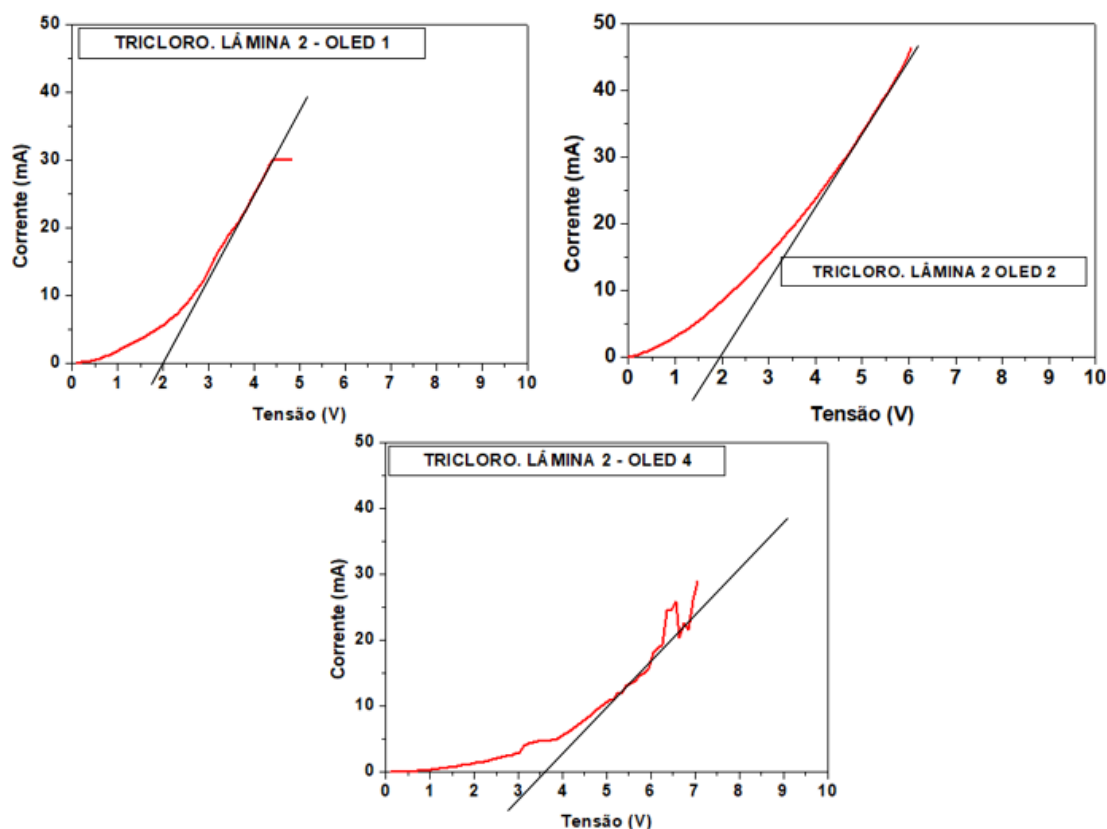 TRICLORO. LÂMINA 2 - OLED 1
Corrente (mA)
50
40
30
20
10
0
0 1 2 3 4 5 6 7 8 9 10
Tensão (V)
TRICLORO. LÂMINA 2 OLED 2
Corrente (mA)
50
40
30
20
10
0
0 1 2 3 4 5 6 7 8 9 10
Tensão (V)
TRICLORO. LÂMINA 2 - OLED 4
Corrente (mA)
50
40
30
20
10
0
0 1 2 3 4 5 6 7 8 9 10
Tensão (V)